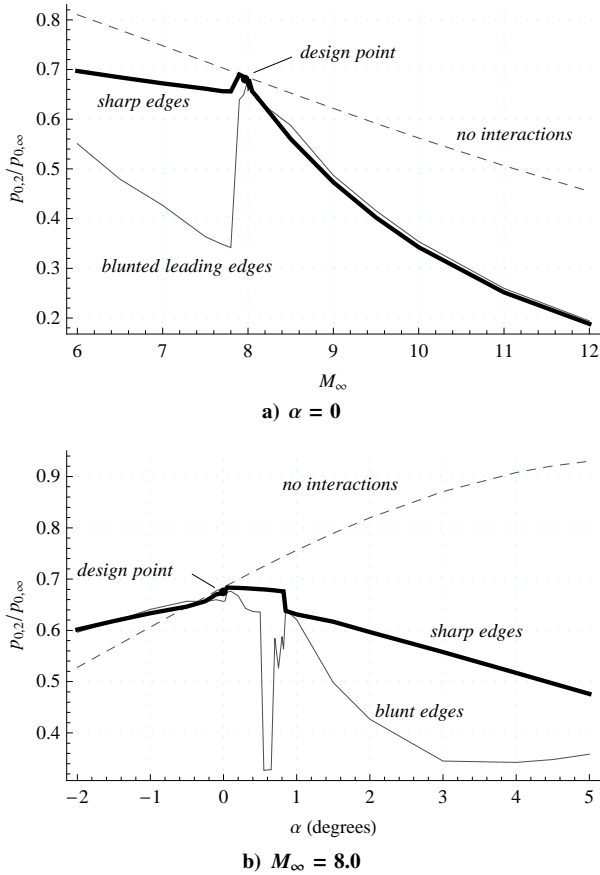 0.8
0.7
0.6
0.5
0.4
0.3
0.2
p0,2/p0,∞
design point
sharp edges
no interactions
blunted leading edges
6 7 8 9 10 11 12
M∞
a) α = 0
0.9
0.8
0.7
0.6
0.5
0.4
p0,2/p0,∞
no interactions
design point
sharp edges
blunt edges
−2 −1 0 1 2 3 4 5
α (degrees)
b) M∞ = 8.0